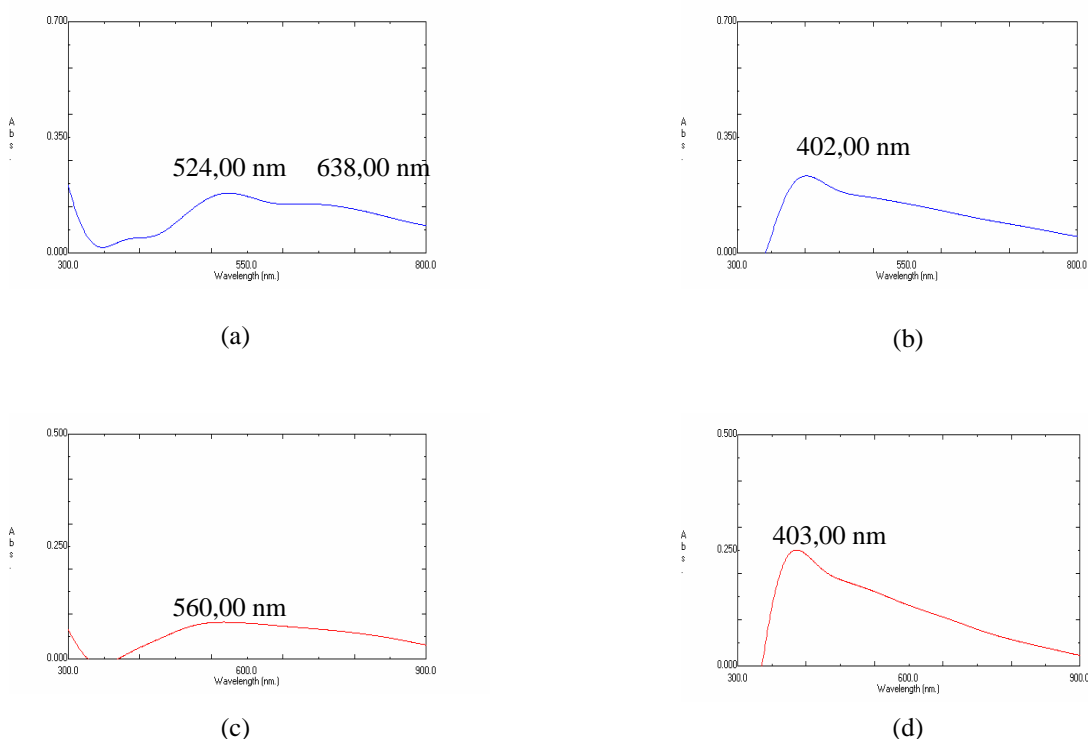 0.700
A
b
s
.
0.350
524,00 nm 638,00 nm
0.000
300.0 550.0 800.0
Wavelength (nm.)
(a)
0.700
A
b
s
.
0.350
402,00 nm
0.000
300.0 550.0 800.0
Wavelength (nm.)
(b)
0.500
A
b
s
.
0.250
560,00 nm
0.000
300.0 600.0 900.0
Wavelength (nm.)
(c)
0.500
A
b
s
.
0.250
403,00 nm
0.000
300.0 600.0 900.0
Wavelength (nm.)
(d)